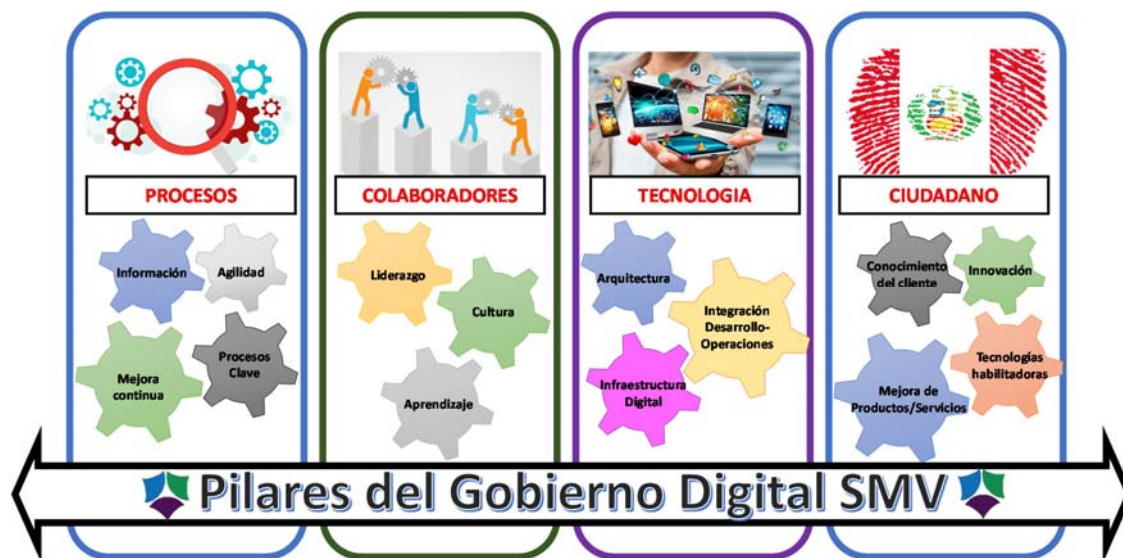 PROCESOS
Información
Agilidad
Mejora
continua
Procesos
Clave
COLABORADORES
Liderazgo
Cultura
Aprendizaje
TECNOLOGIA
Arquitectura
Integración
Desarrollo-
Operaciones
Infraestructura
Digital
CIUDADANO
Conocimiento
del cliente
Innovación
Mejora de
Productos/Servicios
Tecnologías
habilitadoras
Pilares del Gobierno Digital SMV